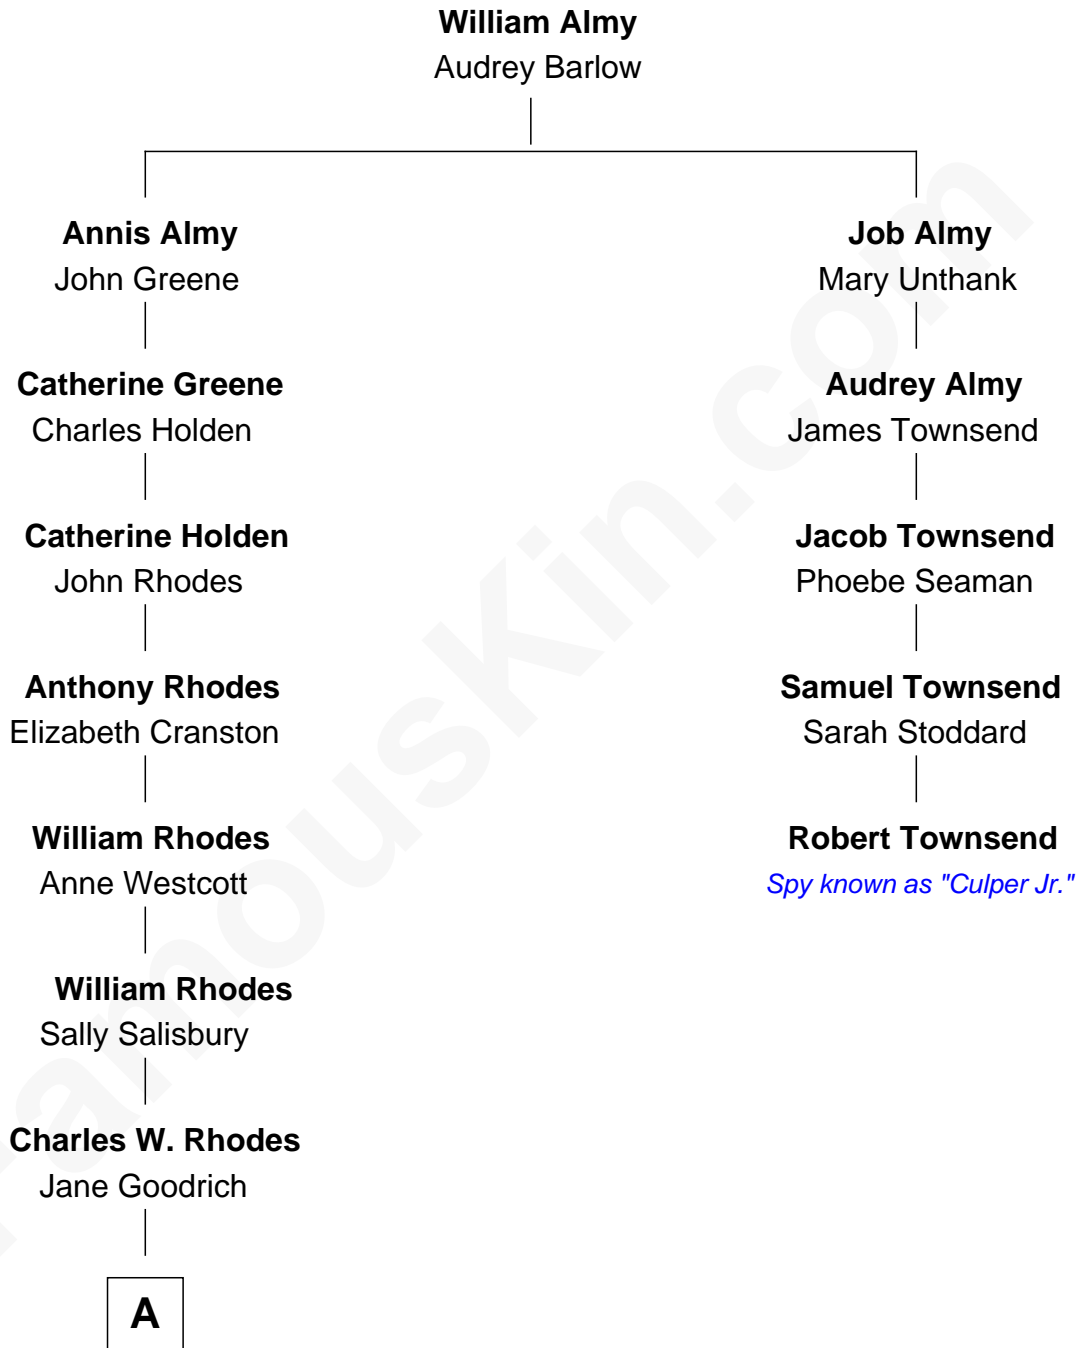 William Almy
Audrey Barlow
Annis Almy
John Greene
Job Almy
Mary Unthank
Catherine Greene
Charles Holden
Audrey Almy
James Townsend
Catherine Holden
John Rhodes
Jacob Townsend
Phoebe Seaman
Anthony Rhodes
Elizabeth Cranston
Samuel Townsend
Sarah Stoddard
William Rhodes
Anne Westcott
Robert Townsend
Spy known as "Culper Jr."
William Rhodes
Sally Salisbury
Charles W. Rhodes
Jane Goodrich
A
FamousKin.com